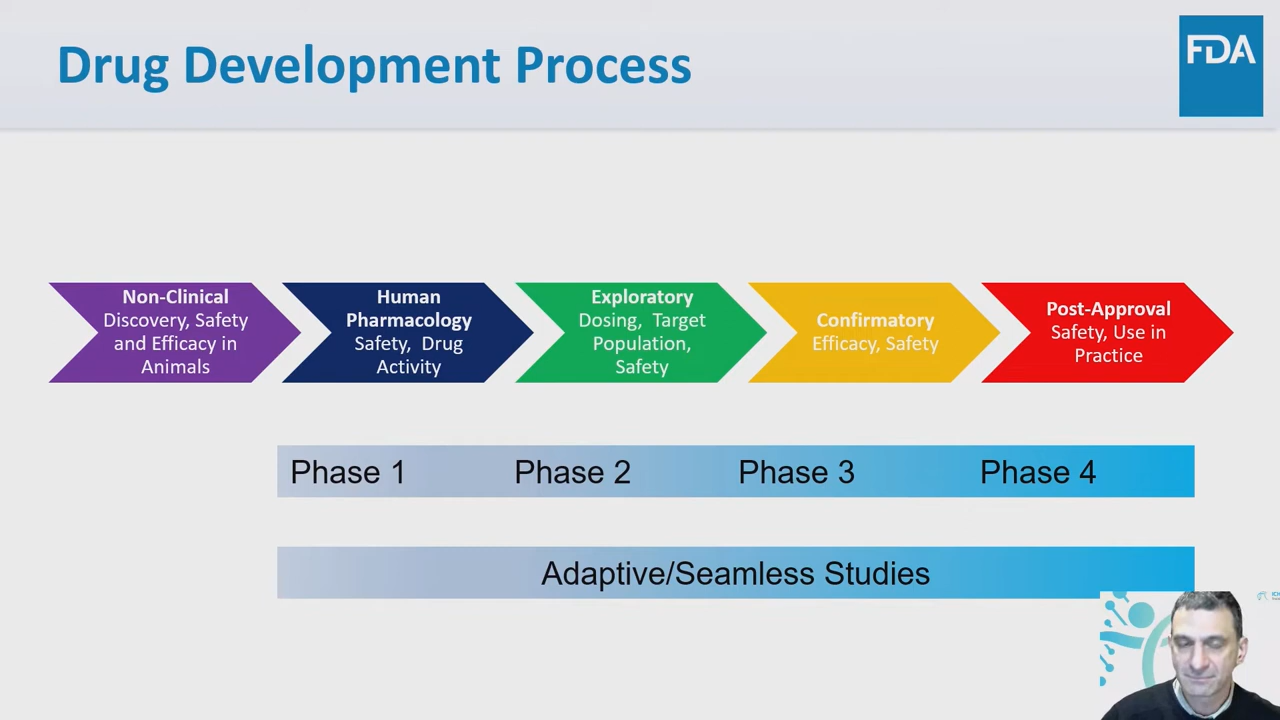 Drug Development Process
FDA
Non-Clinical
Discovery, Safety
and Efficacy in
Animals
Human
Pharmacology
Safety, Drug
Activity
Exploratory
Dosing, Target
Population,
Safety
Confirmatory
Efficacy, Safety
Post-Approval
Safety, Use in
Practice
Phase 1 Phase 2 Phase 3 Phase 4
Adaptive/Seamless Studies